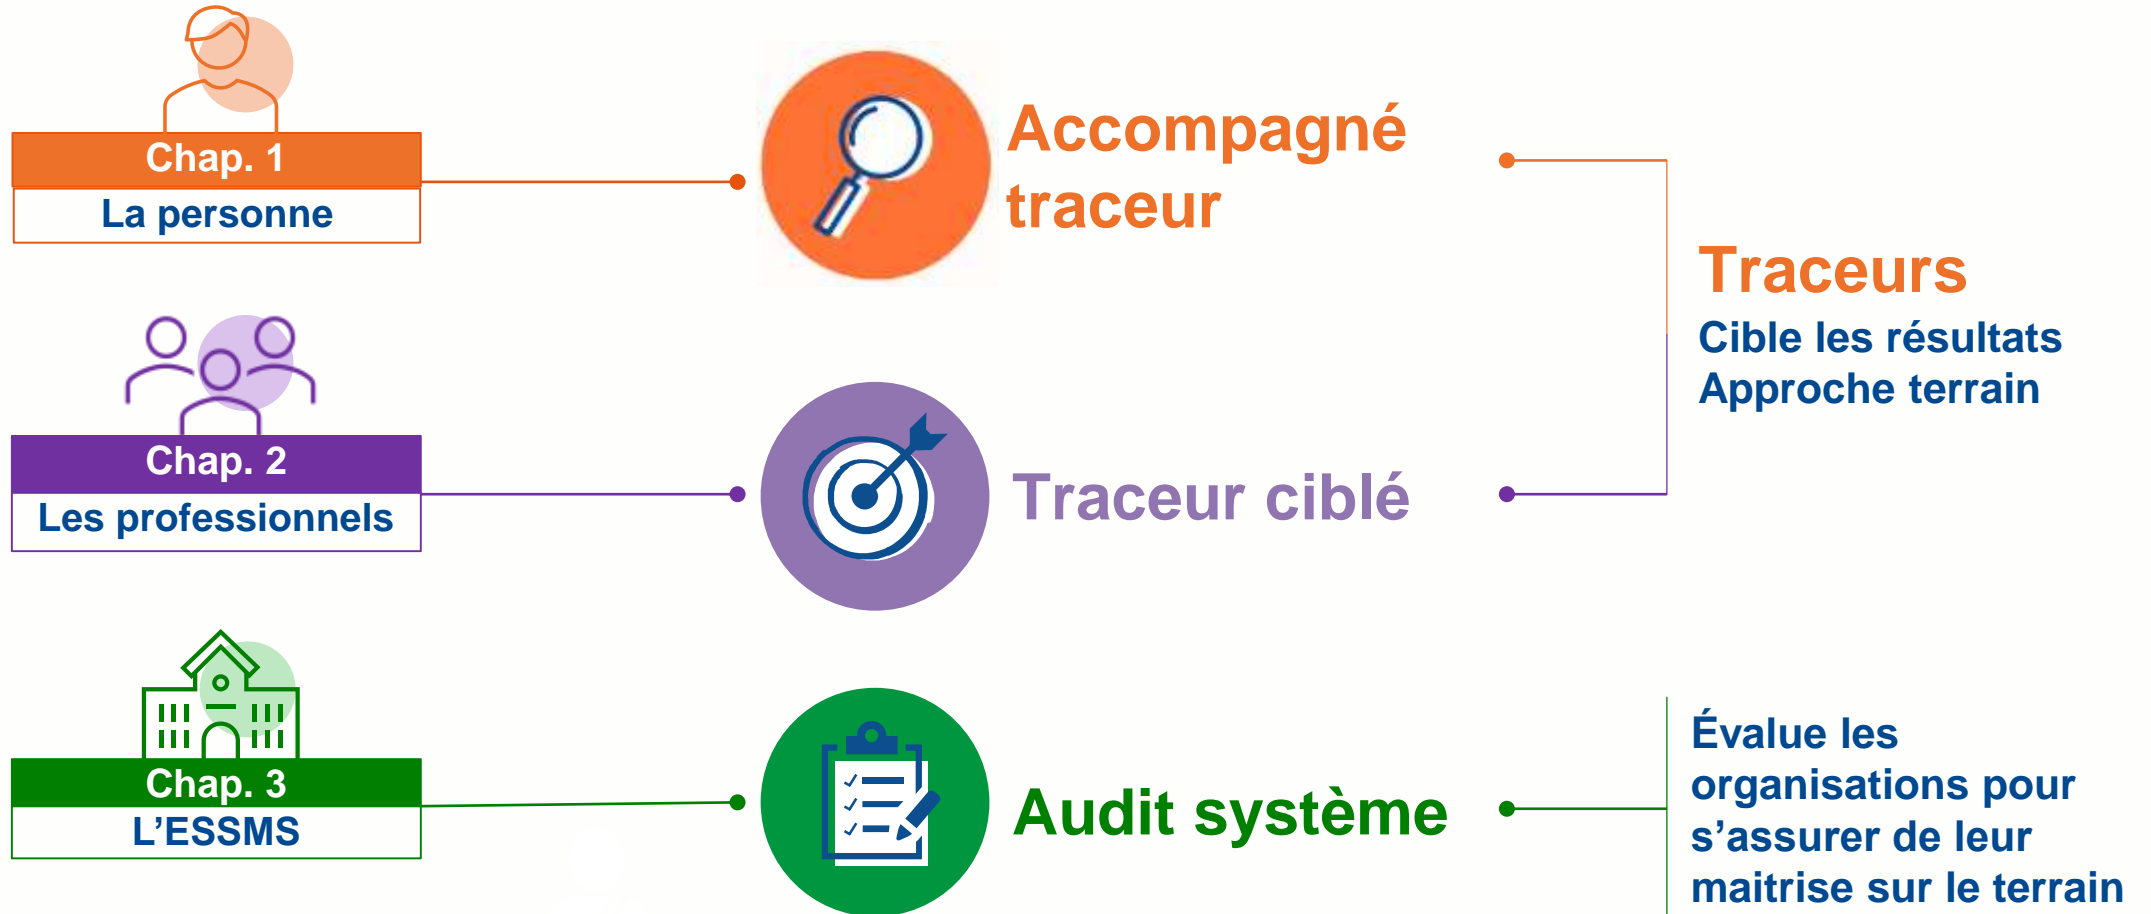 Chap. 1
La personne
Accompagné
traceur
Traceurs
Cible les résultats
Approche terrain
Chap. 2
Les professionnels
Traceur ciblé
Chap. 3
L’ESSMS
Audit système
Évalue les
organisations pour
s’assurer de leur
maitrise sur le terrain